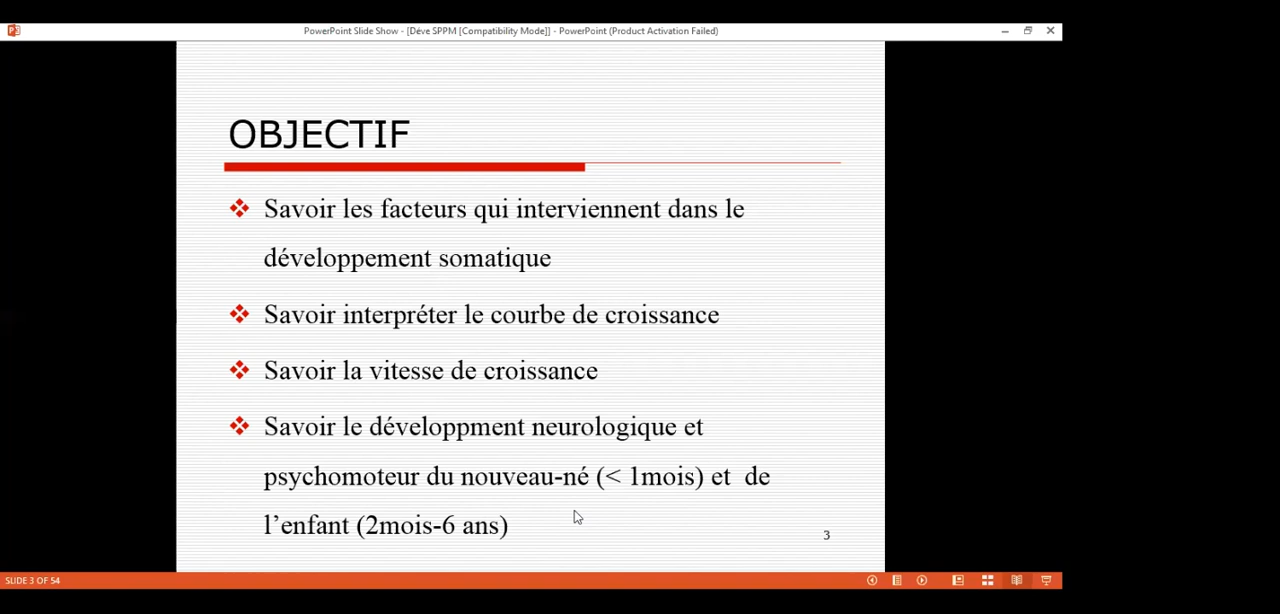 PowerPoint Slide Show - [Déve SPPM [Compatibility Mode]] - PowerPoint (Product Activation Failed)
OBJECTIF
Savoir les facteurs qui interviennent dans le
développement somatique
Savoir interpréter le courbe de croissance
Savoir la vitesse de croissance
Savoir le développment neurologique et
psychomoteur du nouveau-né (< 1mois) et  de
l’enfant (2mois-6 ans)
3
SLIDE 3 OF 54